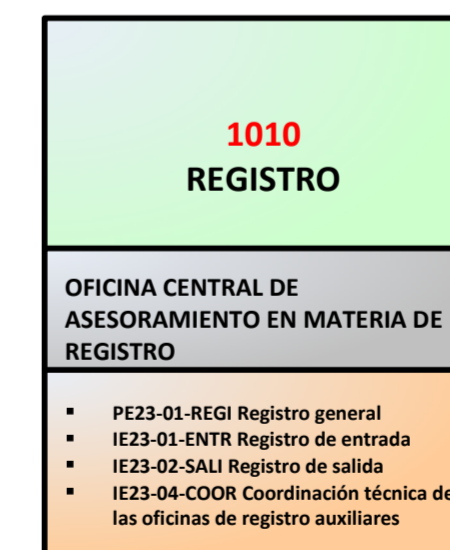 1010
REGISTRO
OFICINA CENTRAL DE
ASESORAMIENTO EN MATERIA DE
REGISTRO
▪ PE23-01-REGI Registro general
▪ IE23-01-ENTR Registro de entrada
▪ IE23-02-SALI Registro de salida
▪ IE23-04-COOR Coordinación técnica de
las oficinas de registro auxiliares